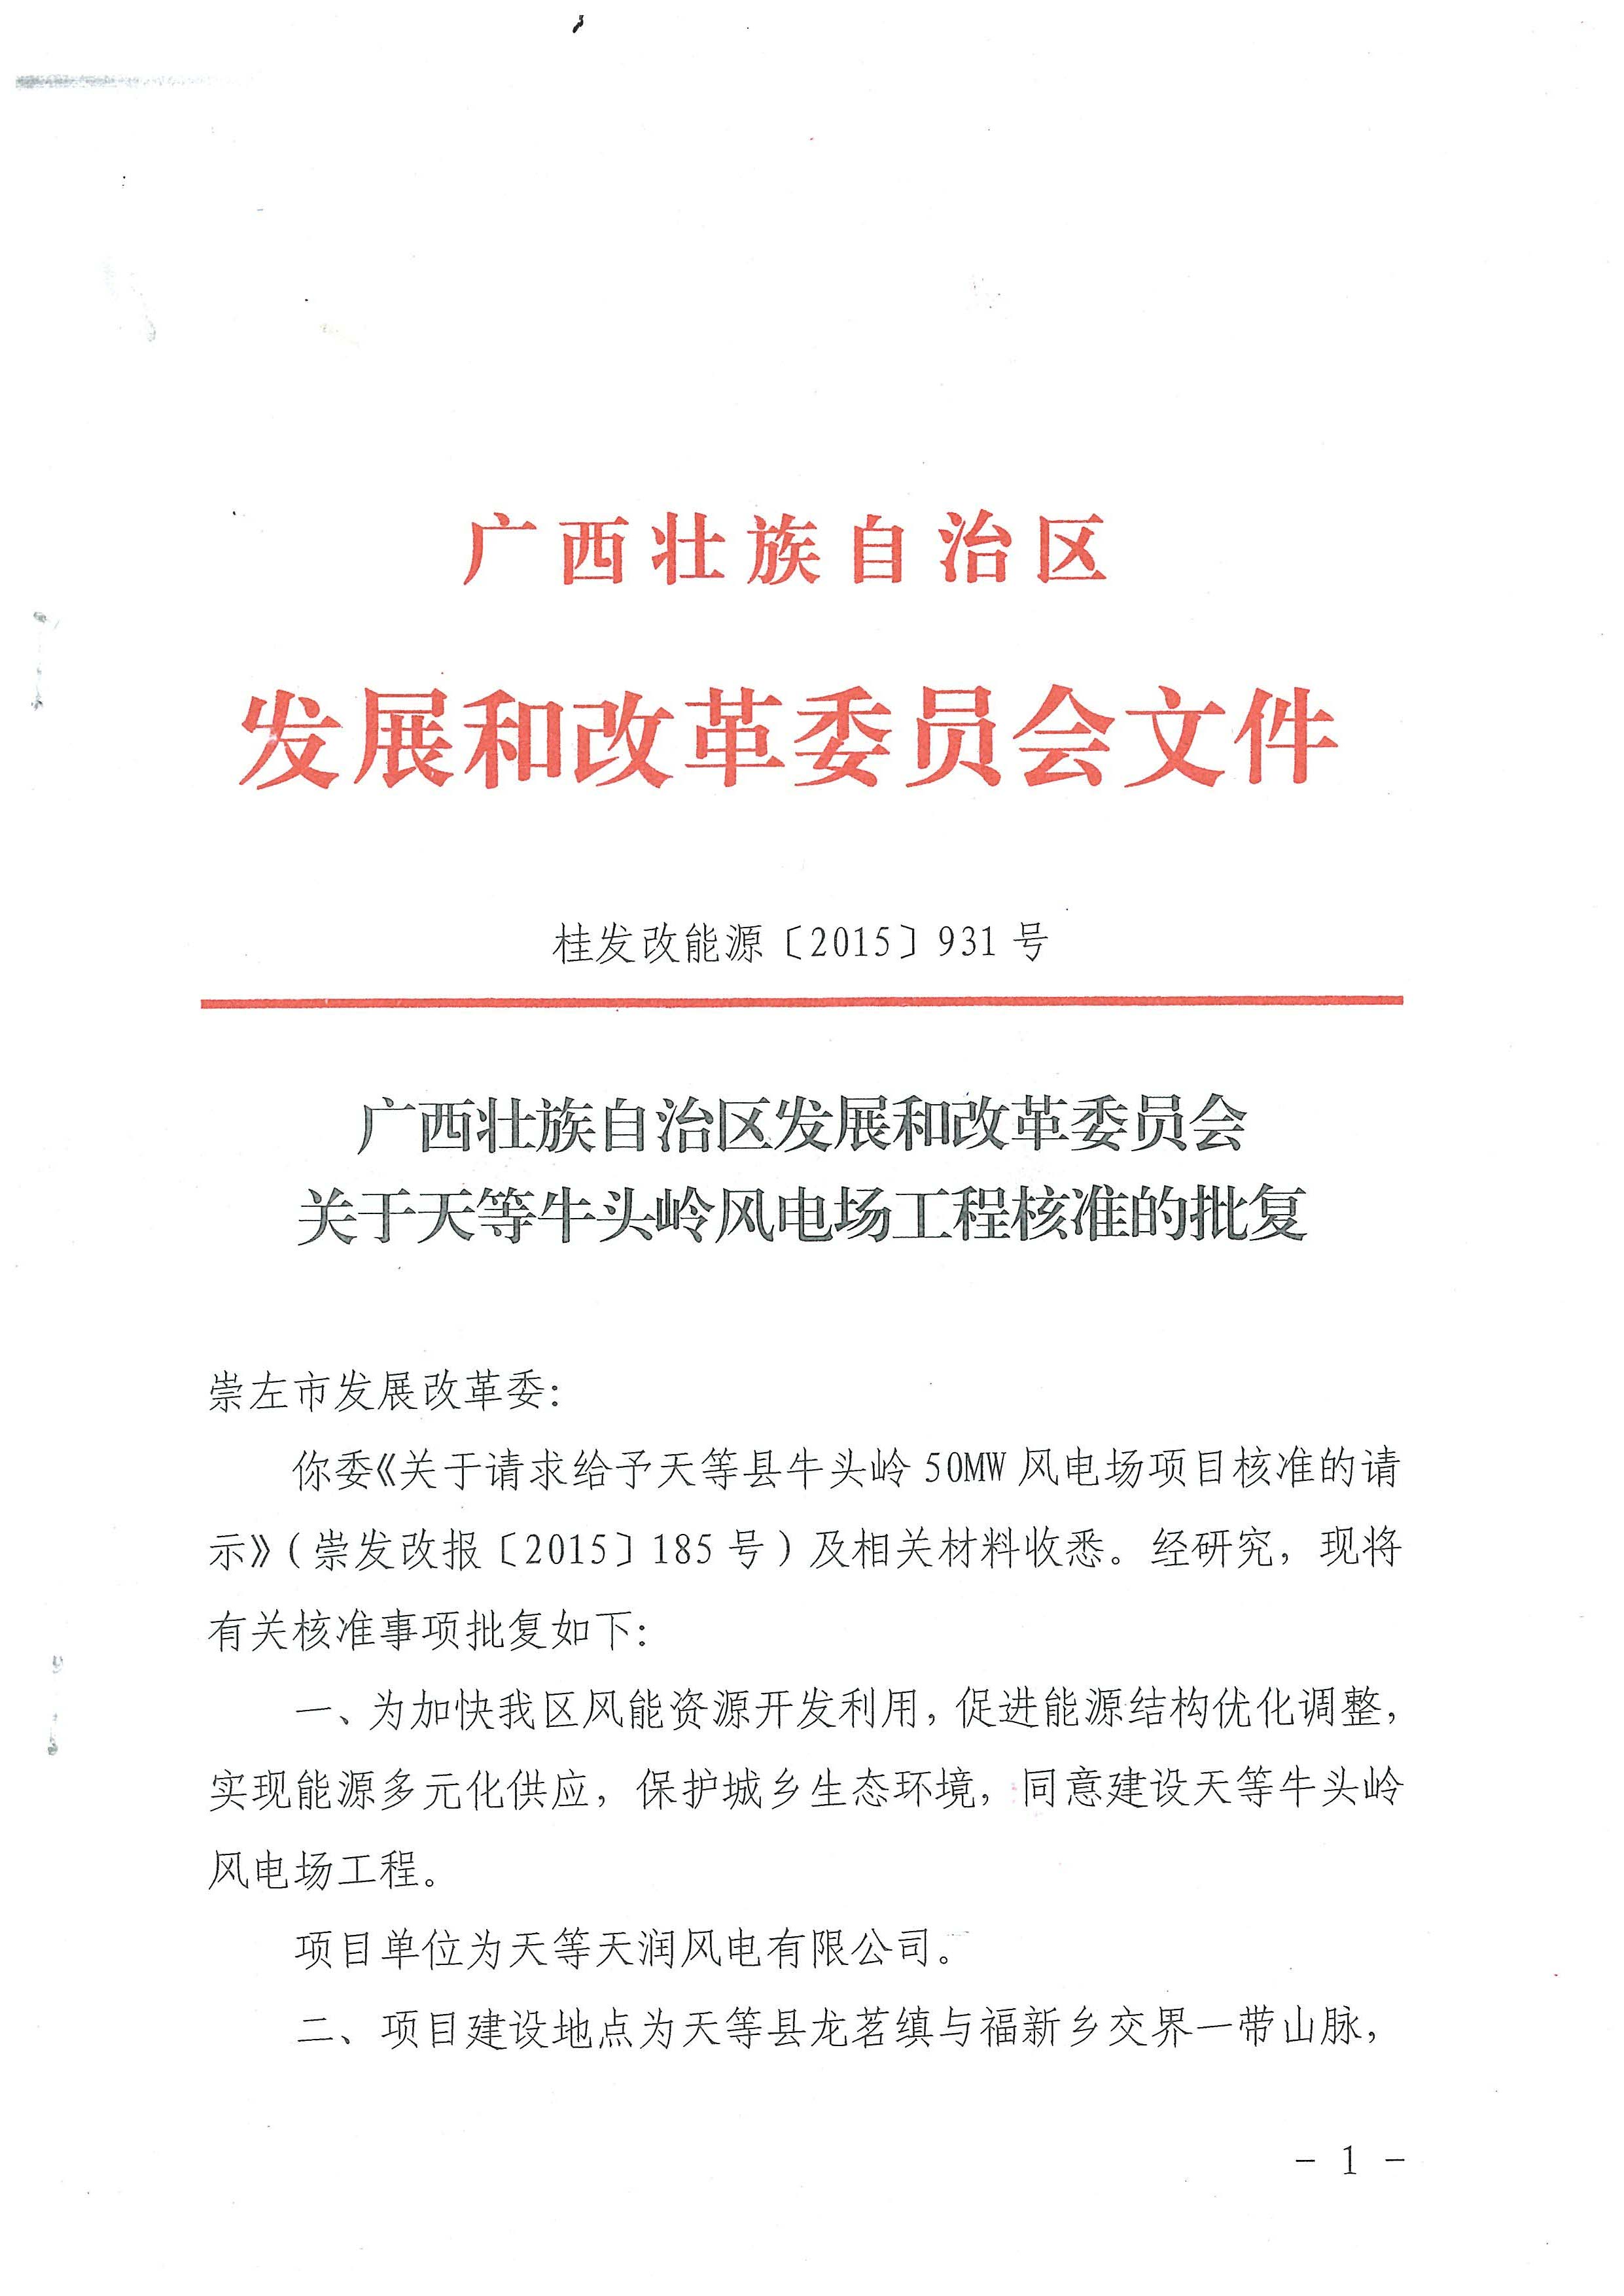 广西壮族自治区
发展和改革委员会文件
桂发改能源〔2015〕931号
广西壮族自治区发展和改革委员会
关于天等牛头岭风电场工程核准的批复
崇左市发展改革委：
你委《关于请求给予天等县牛头岭50MW风电场项目核准的请
示》（崇发改报〔2015〕185号）及相关材料收悉。经研究，现将
有关核准事项批复如下：
一、为加快我区风能资源开发利用，促进能源结构优化调整，
实现能源多元化供应，保护城乡生态环境，同意建设天等牛头岭
风电场工程。
项目单位为天等天润风电有限公司。
二、项目建设地点为天等县龙茗缜与福新乡交界一带山脉，
- 1 -